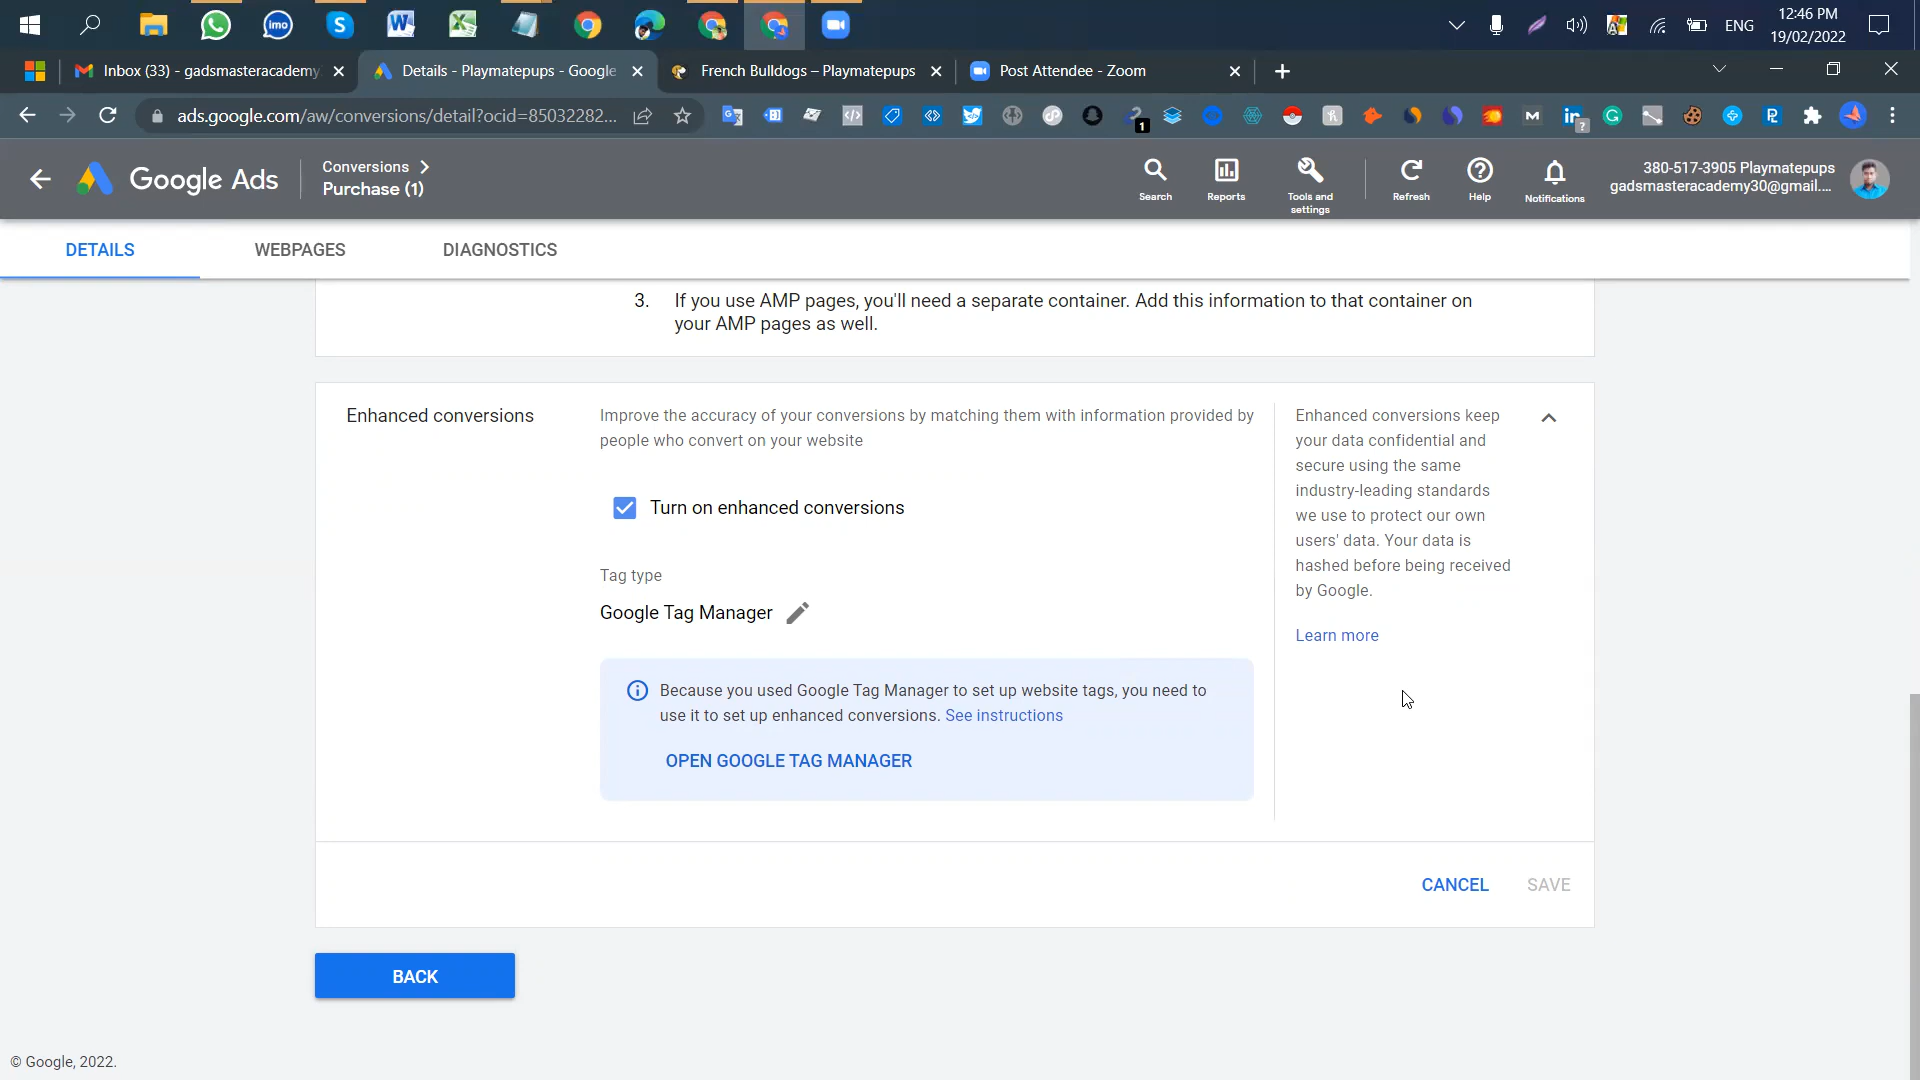 imo
ENG
12:46 PM
19/02/2022
Inbox (33) - gadsmasteracademy
Details - Playmatepups - Google
French Bulldogs – Playmatepups
Post Attendee - Zoom
ads.google.com/aw/conversions/detail?ocid=85032282...
1
Google Ads
Conversions
Purchase (1)
Search
Reports
Tools and
settings
Refresh
Help
Notifications
380-517-3905 Playmatepups
gadsmasteracademy30@gmail....
DETAILS
WEBPAGES
DIAGNOSTICS
3. If you use AMP pages, you'll need a separate container. Add this information to that container on
your AMP pages as well.
Enhanced conversions
Improve the accuracy of your conversions by matching them with information provided by
people who convert on your website
Turn on enhanced conversions
Tag type
Google Tag Manager
Because you used Google Tag Manager to set up website tags, you need to
use it to set up enhanced conversions. See instructions
OPEN GOOGLE TAG MANAGER
Enhanced conversions keep
your data confidential and
secure using the same
industry-leading standards
we use to protect our own
users' data. Your data is
hashed before being received
by Google.
Learn more
CANCEL
SAVE
BACK
© Google, 2022.